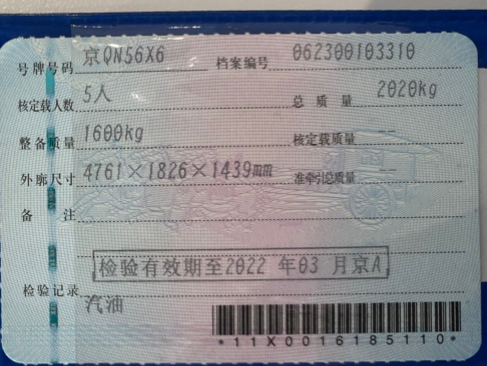 号牌号码 京QN56X6 档案编号 062300103310
核定载人数 5人 总质量 2020kg
整备质量 1600kg 核定载质量 --
外廓尺寸 4761×1826×1439mm 准牵引总质量 --
备注
检验有效期至2022 年03 月京A
检验记录
汽油
*11X0016185110*